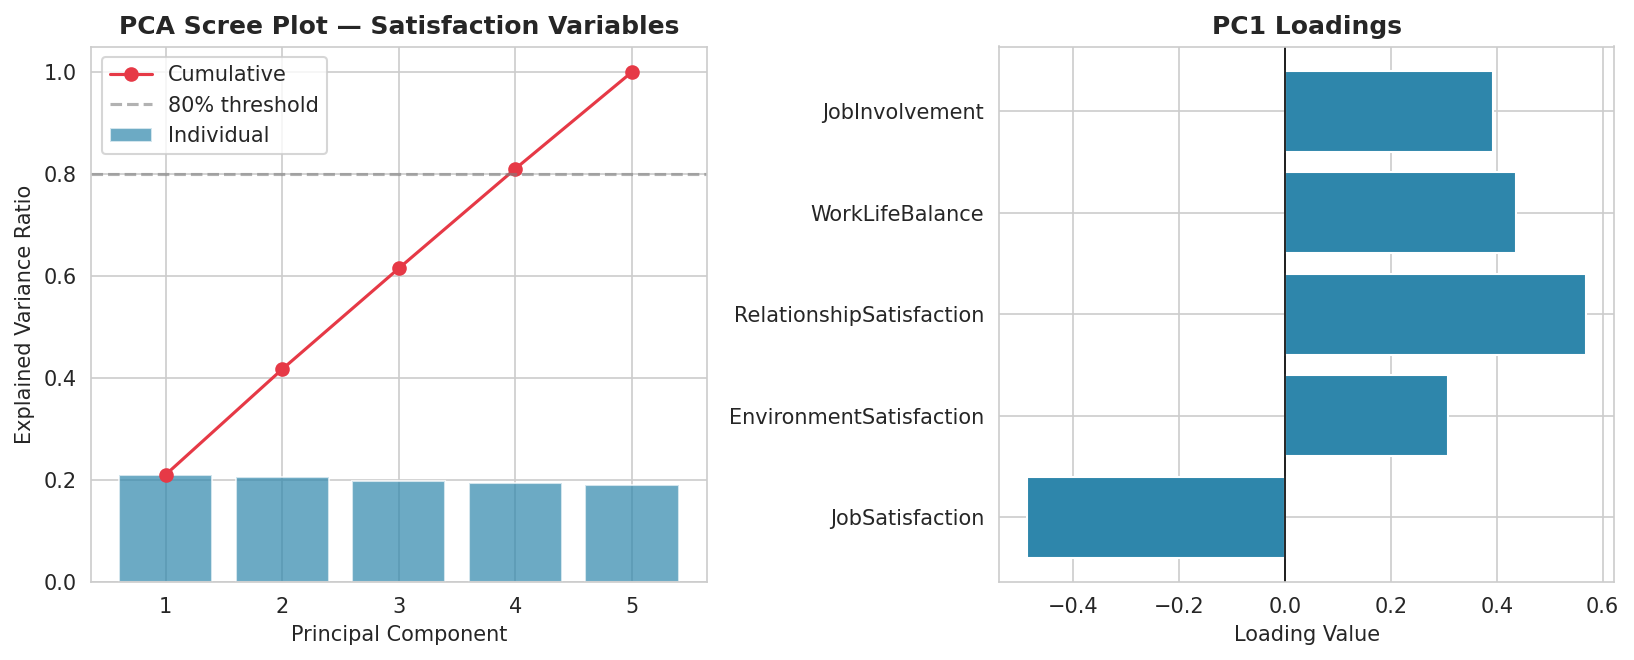 PCA Scree Plot — Satisfaction Variables
Cumulative
80% threshold
Individual
Explained Variance Ratio
1.0
0.8
0.6
0.4
0.2
0.0
1 2 3 4 5
Principal Component
PC1 Loadings
JobInvolvement
WorkLifeBalance
RelationshipSatisfaction
EnvironmentSatisfaction
JobSatisfaction
−0.4 −0.2 0.0 0.2 0.4 0.6
Loading Value